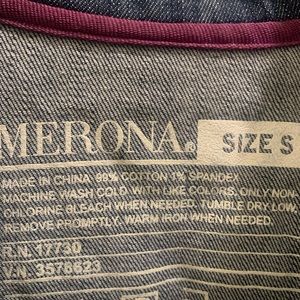 MERONA® SIZE S
MADE IN CHINA 99% COTTON 1% SPANDEX
MACHINE WASH COLD WITH LIKE COLORS. ONLY NON-
CHLORINE BLEACH WHEN NEEDED. TUMBLE DRY LOW.
REMOVE PROMPTLY. WARM IRON WHEN NEEDED.
R.N. 17730
V.N. 3578629